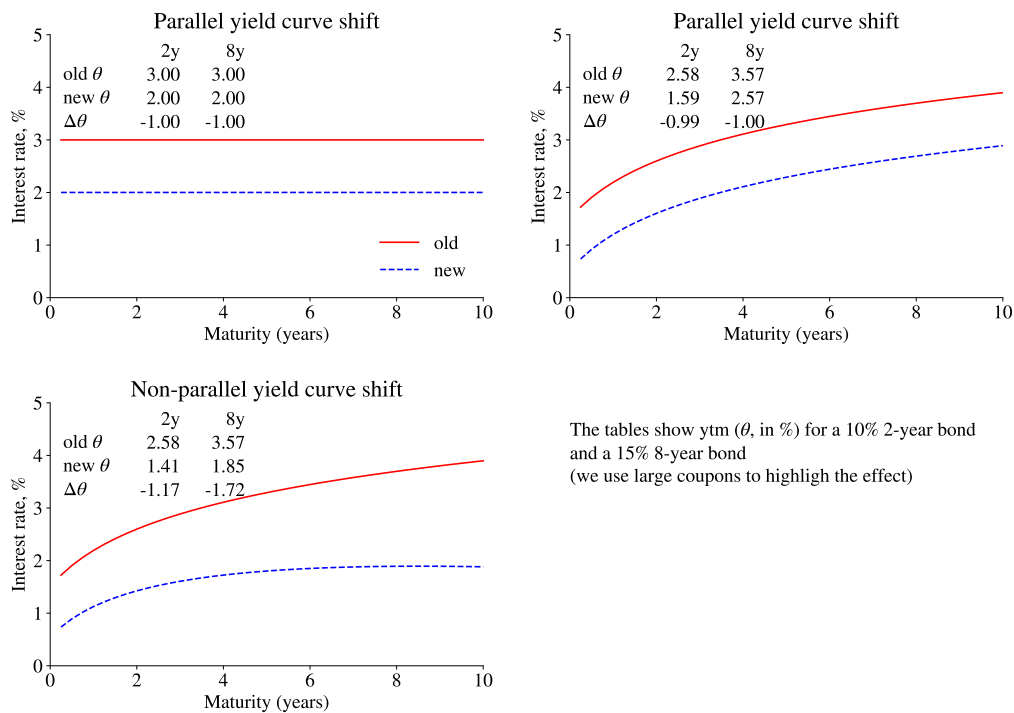 Parallel yield curve shift
2y 8y
old θ 3.00 3.00
new θ 2.00 2.00
Δθ -1.00 -1.00
Interest rate, %
5
4
3
2
1
0
old
new
0 2 4 6 8 10
Maturity (years)
Parallel yield curve shift
2y 8y
old θ 2.58 3.57
new θ 1.59 2.57
Δθ -0.99 -1.00
Interest rate, %
5
4
3
2
1
0
0 2 4 6 8 10
Maturity (years)
Non-parallel yield curve shift
2y 8y
old θ 2.58 3.57
new θ 1.41 1.85
Δθ -1.17 -1.72
Interest rate, %
5
4
3
2
1
0
0 2 4 6 8 10
Maturity (years)
The tables show ytm (θ, in %) for a 10% 2-year bond
and a 15% 8-year bond
(we use large coupons to highligh the effect)